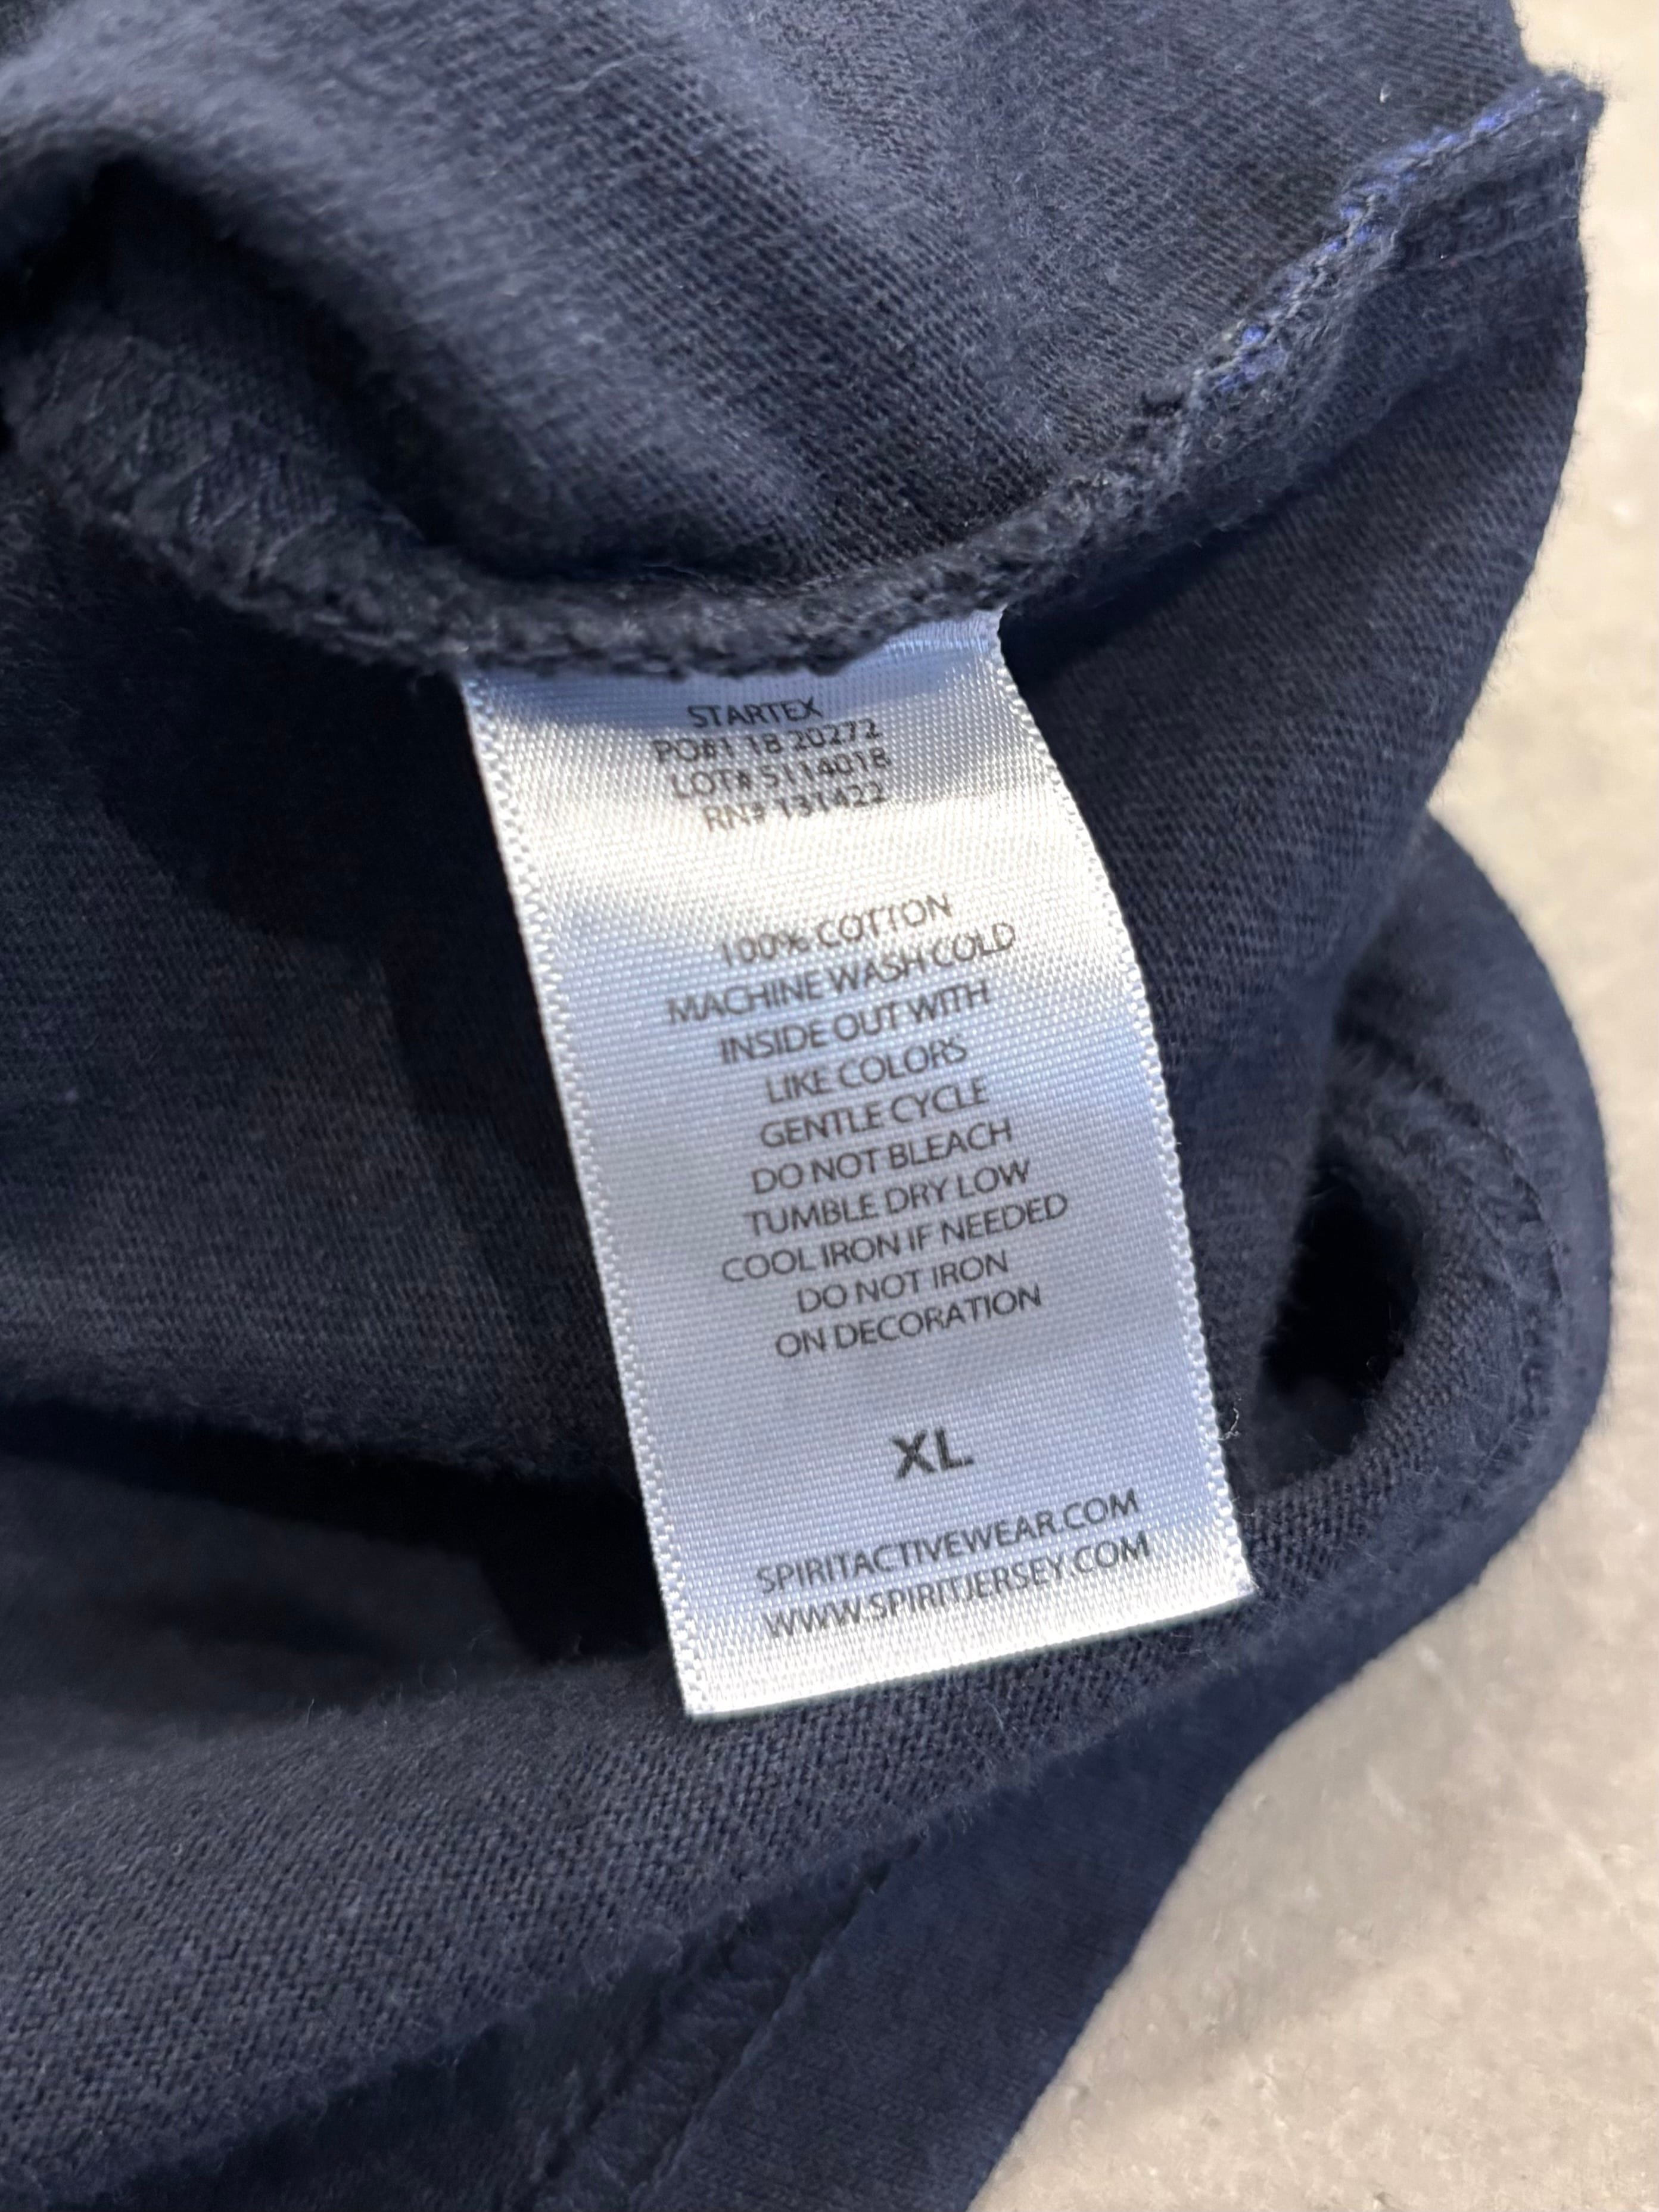 STARTEX
PO#1 18 20272
LOT# 5114018
RN# 131422
100% COTTON
MACHINE WASH COLD
INSIDE OUT WITH
LIKE COLORS
GENTLE CYCLE
DO NOT BLEACH
TUMBLE DRY LOW
COOL IRON IF NEEDED
DO NOT IRON
ON DECORATION
XL
SPIRITACTIVEWEAR.COM
WWW.SPIRITJERSEY.COM